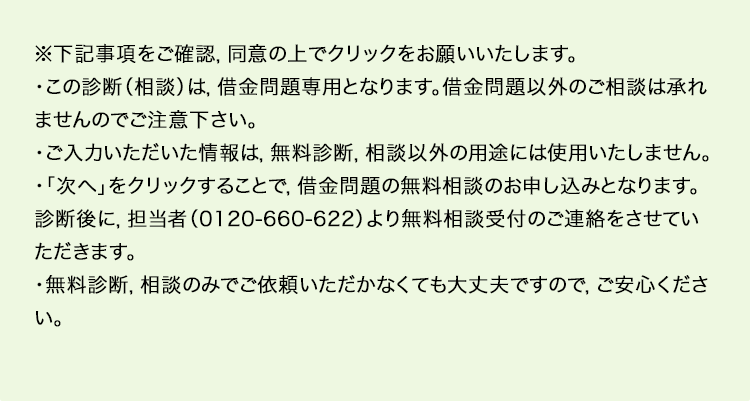 ※下記事項をご確認, 同意の上でクリックをお願いいたします。
・この診断（相談）は, 借金問題専用となります。借金問題以外のご相談は承れ
ませんのでご注意下さい。
・ご入力いただいた情報は, 無料診断, 相談以外の用途には使用いたしません。
・「次へ」をクリックすることで, 借金問題の無料相談のお申し込みとなります。
診断後に, 担当者（0120-660-622）より無料相談受付のご連絡をさせてい
ただきます。
・無料診断, 相談のみでご依頼いただかなくても大丈夫ですので, ご安心くださ
い。